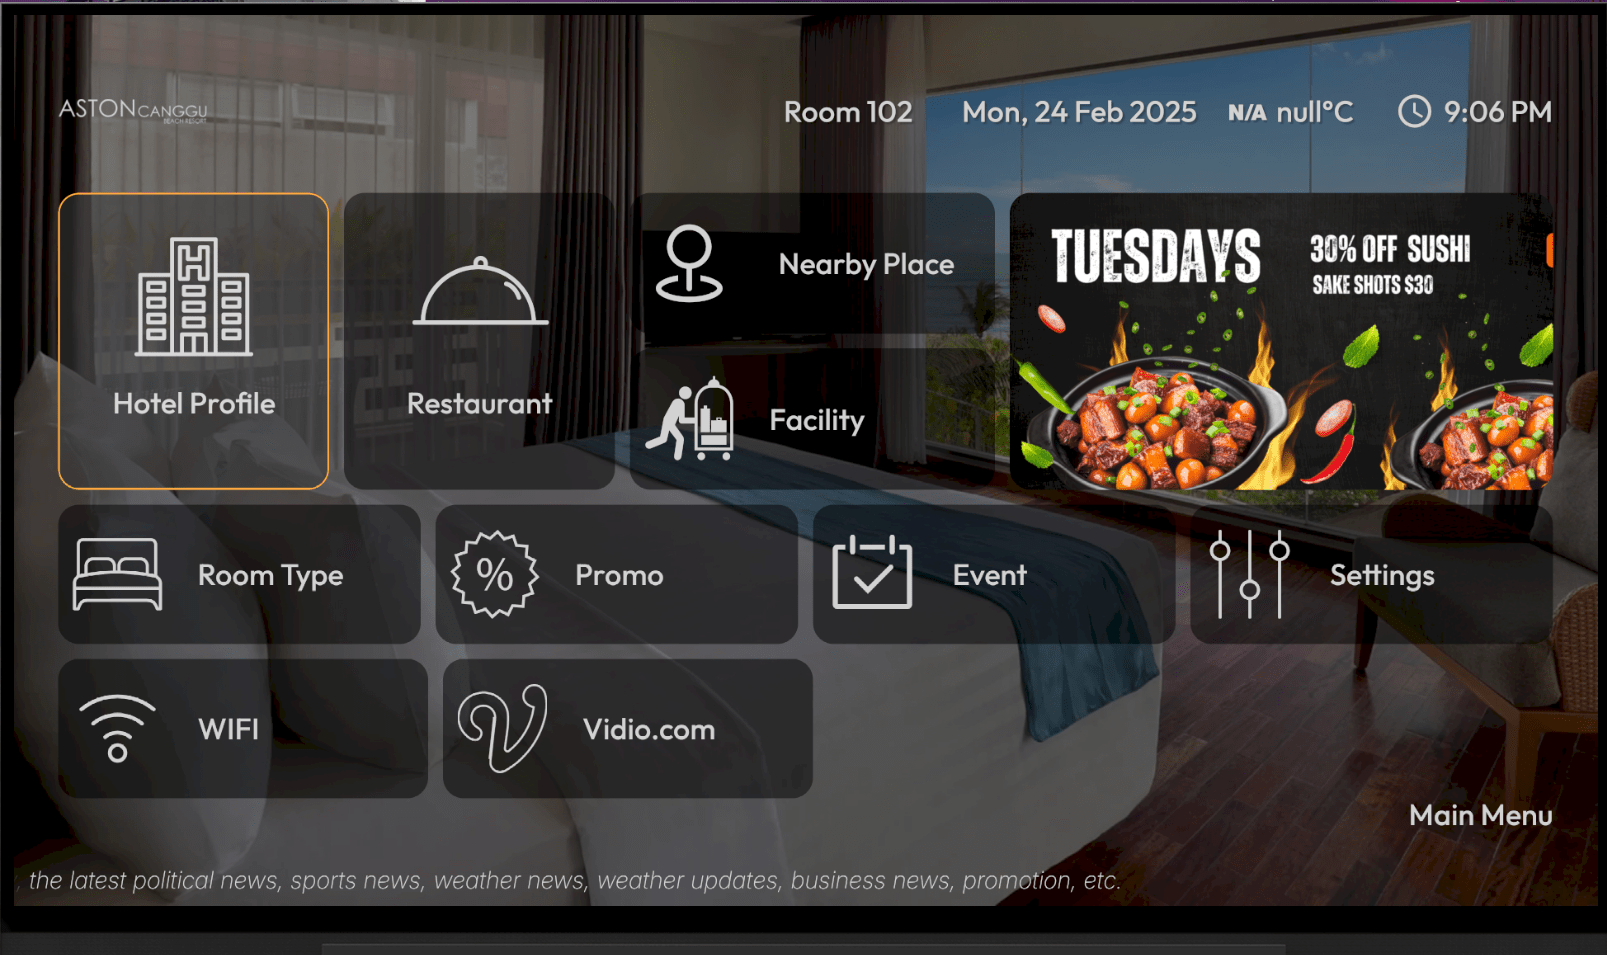 ASTON CANGGU
BEACH RESORT
Room 102
Mon, 24 Feb 2025
N/A null°C
9:06 PM
H
Hotel Profile
Restaurant
Nearby Place
Facility
TUESDAYS
30% OFF SUSHI
SAKE SHOTS $30
Room Type
%
Promo
Event
Settings
WIFI
Vidio.com
Main Menu
, the latest political news, sports news, weather news, weather updates, business news, promotion, etc.